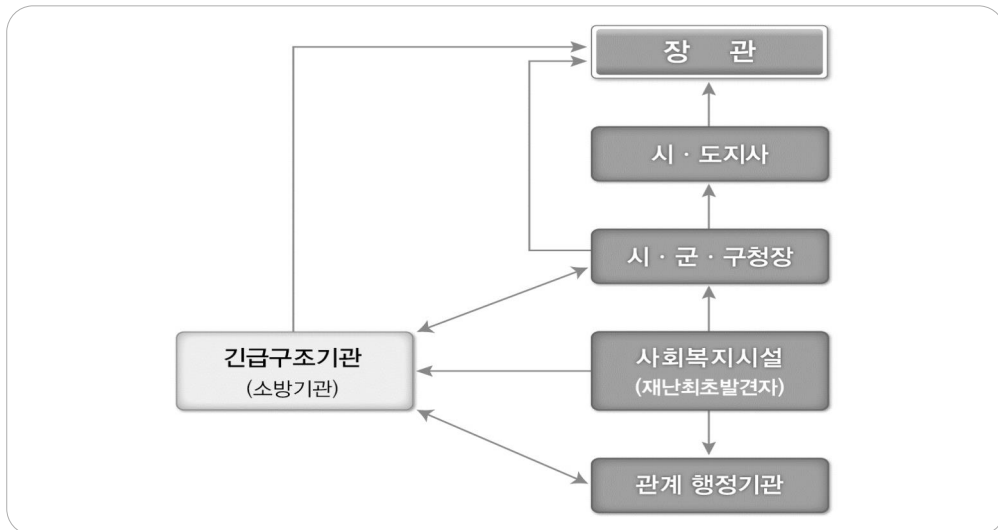 장 관
시 · 도지사
시 · 군 · 구청장
긴급구조기관
(소방기관)
사회복지시설
(재난최초발견자)
관계 행정기관